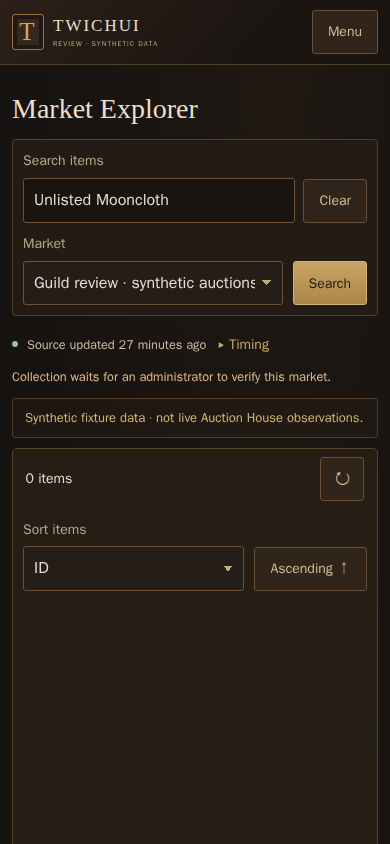 T
TWICHUI
REVIEW · SYNTHETIC DATA
Menu
Market Explorer
Search items
Unlisted Mooncloth
Clear
Market
Guild review · synthetic auctions
Search
Source updated 27 minutes ago
Timing
Collection waits for an administrator to verify this market.
Synthetic fixture data · not live Auction House observations.
0 items
Sort items
ID
Ascending ↑